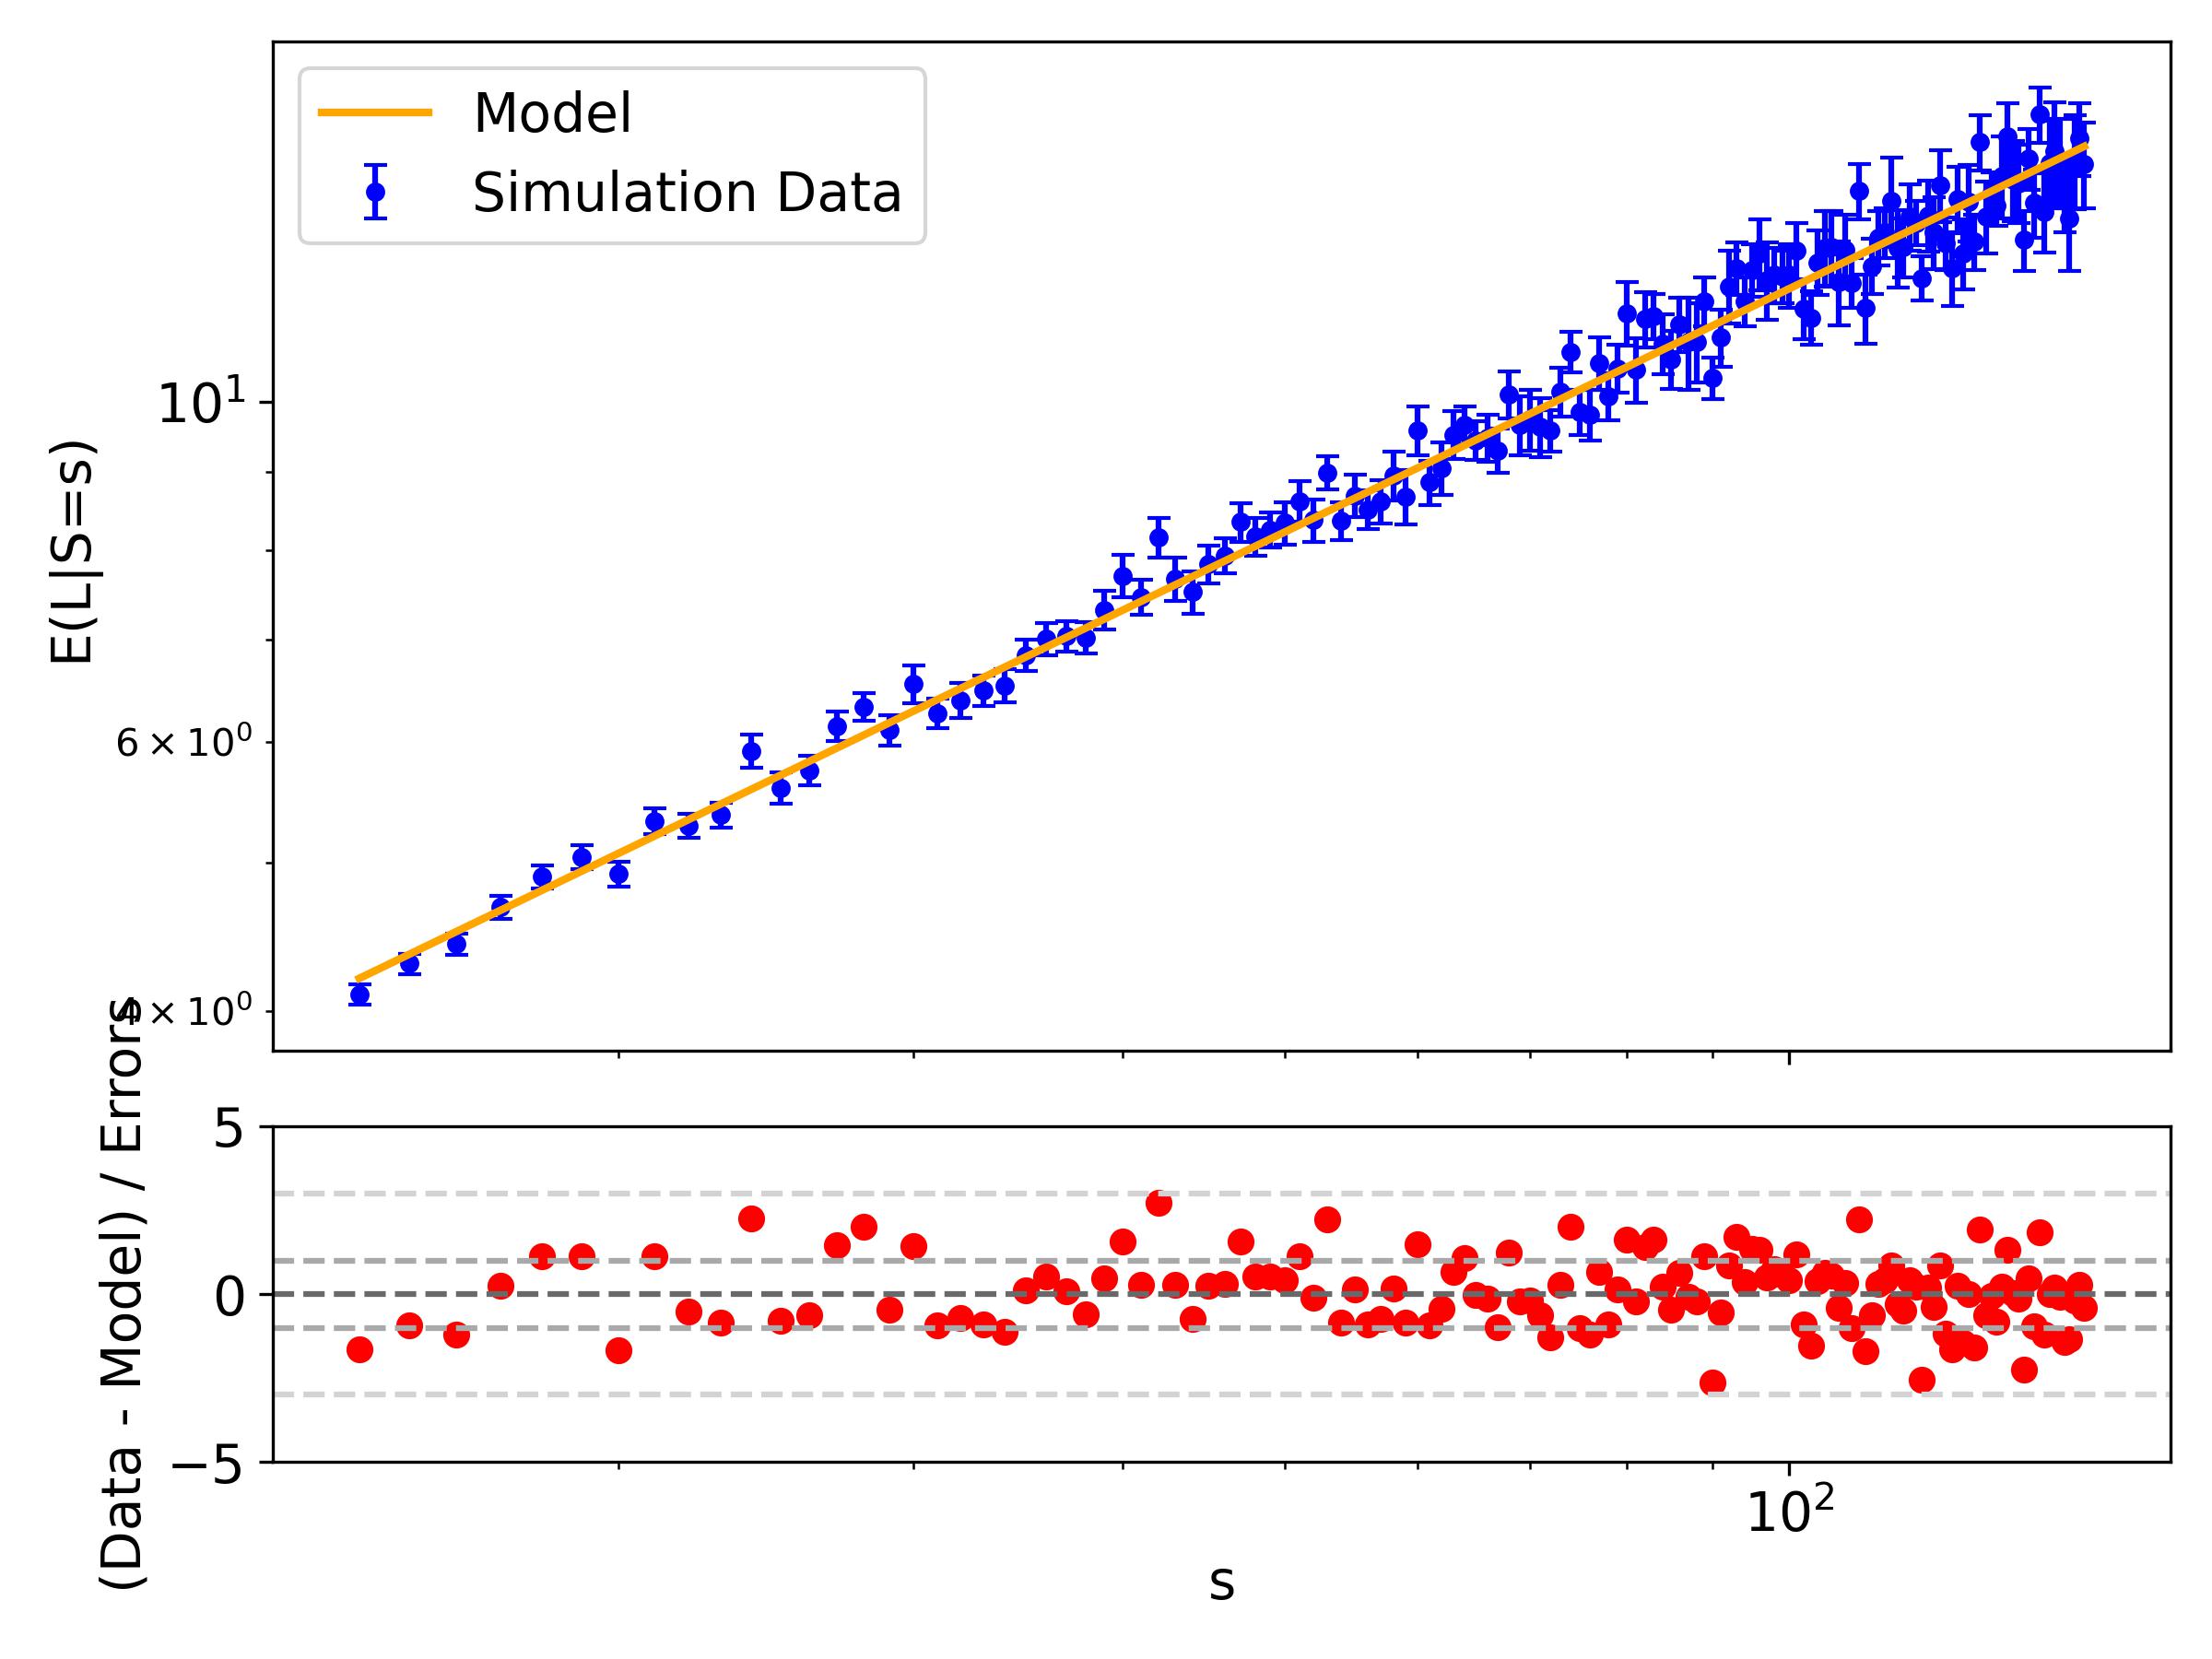 Model
Simulation Data
E(L|S=s)
10¹
6×10⁰
4×10⁰
(Data - Model) / Errors
5
0
−5
10²
s